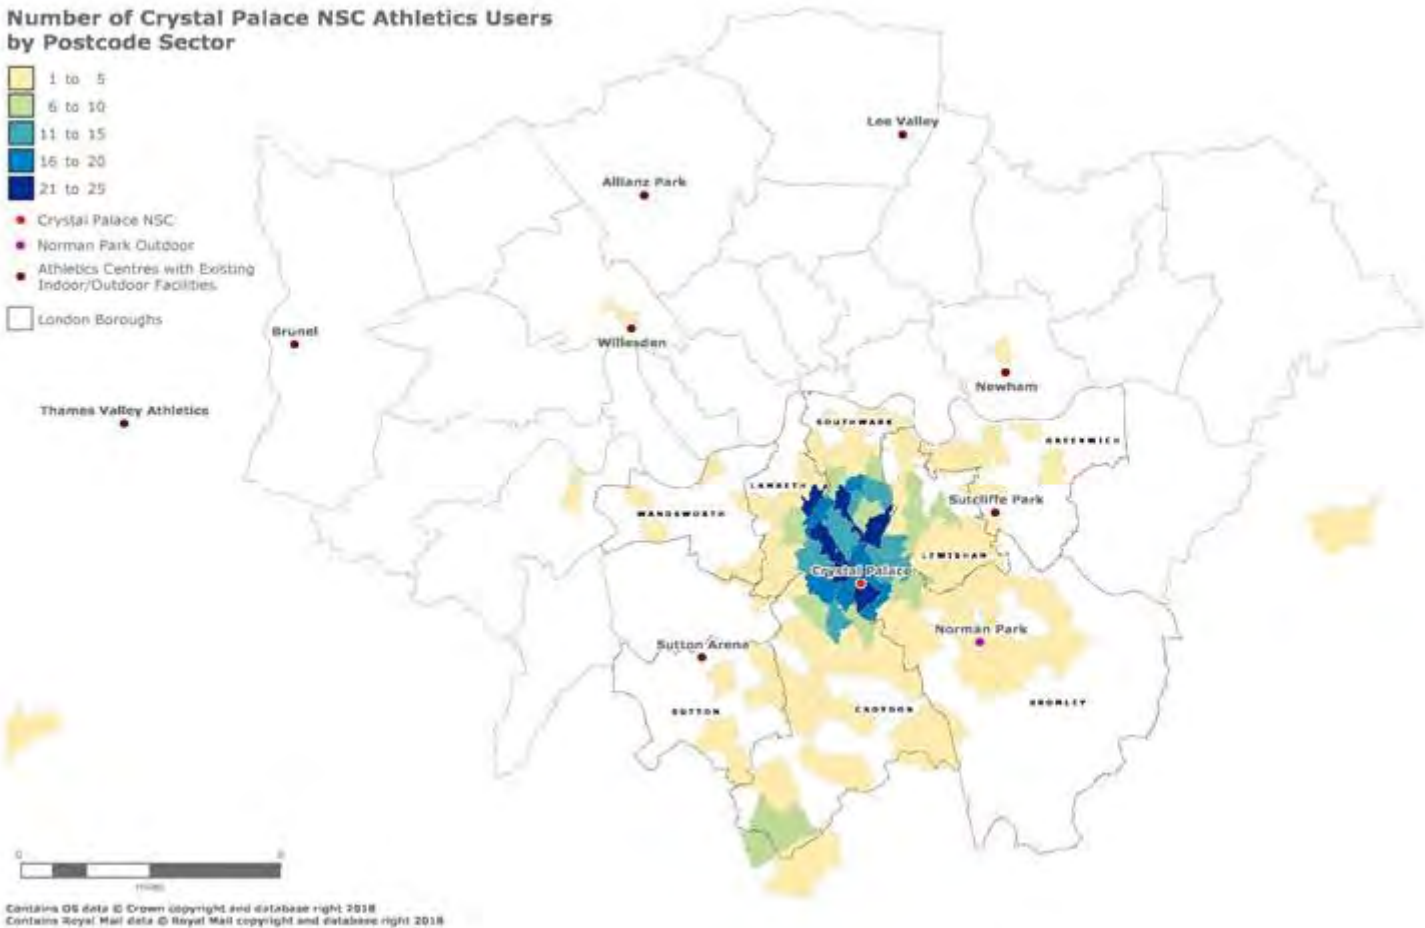 Number of Crystal Palace NSC Athletics Users
by Postcode Sector
1 to 5
6 to 10
11 to 15
16 to 20
21 to 25
Crystal Palace NSC
Norman Park Outdoor
Athletics Centres with Existing
Indoor/Outdoor Facilities
London Boroughs
Lee Valley
Allianz Park
Brunel
Willesden
Newham
Thames Valley Athletics
SOUTHWARK
GREENWICH
LAMBETH
Sutcliffe Park
WANDSWORTH
LEWISHAM
Crystal Palace
Norman Park
Sutton Arena
BROMLEY
SUTTON
CROYDON
0
miles
Contains OS data © Crown copyright and database right 2018
Contains Royal Mail data © Royal Mail copyright and database right 2018